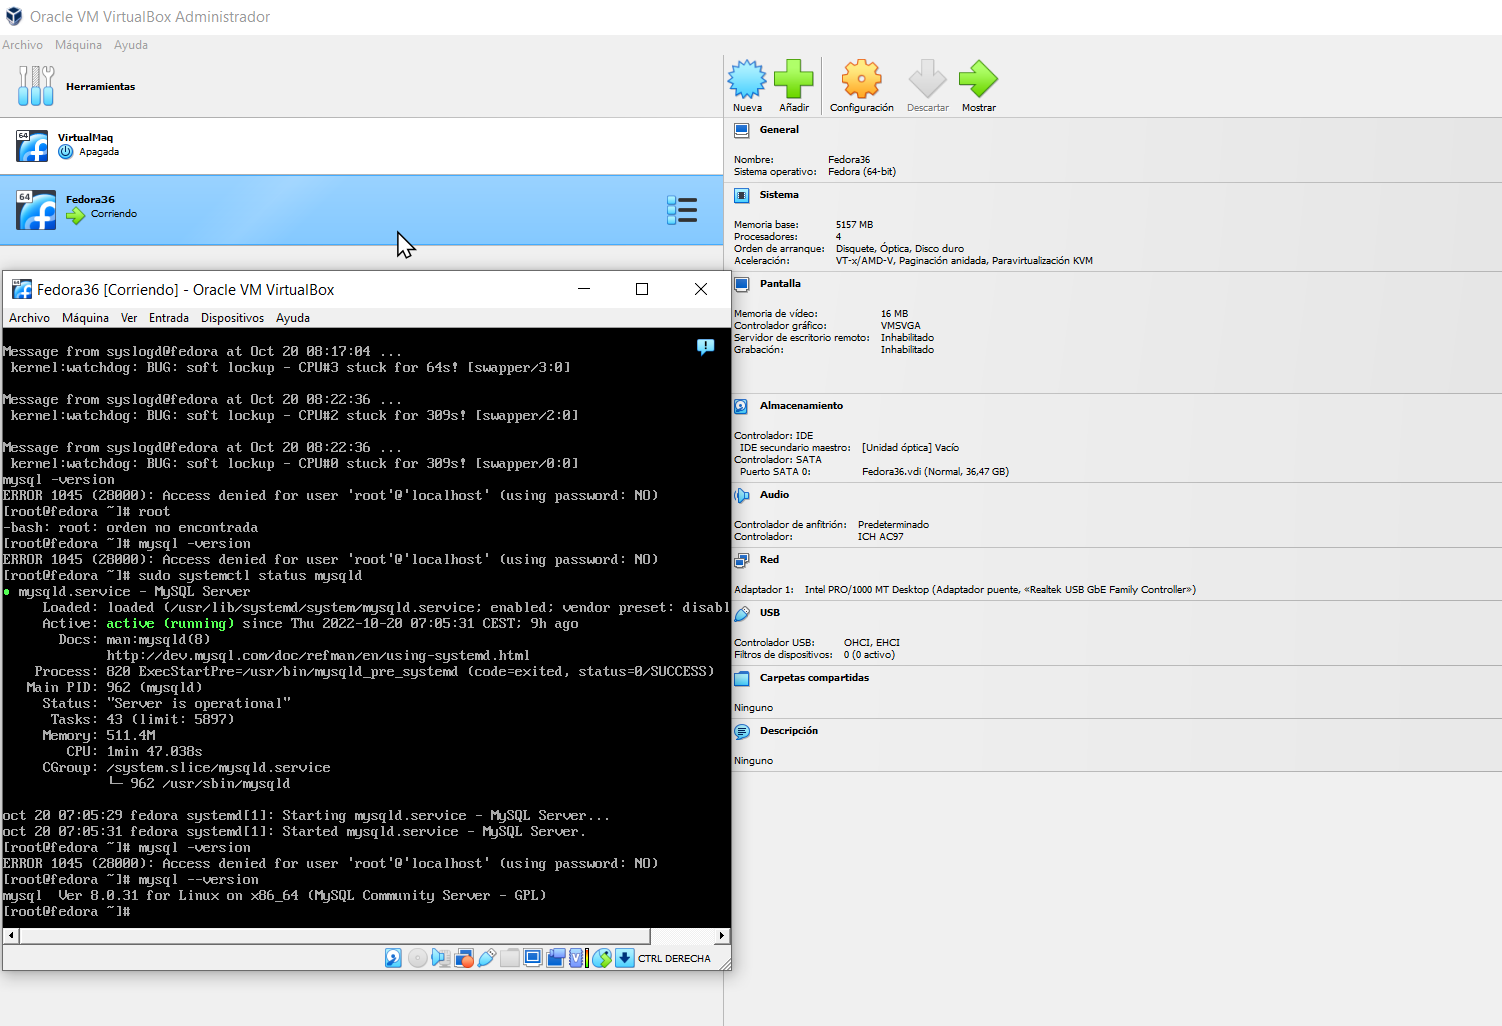 Oracle VM VirtualBox Administrador
Archivo Máquina Ayuda
Herramientas
64
VirtualMaq
Apagada
64
Fedora36
Corriendo
Nueva Añadir Configuración Descartar Mostrar
General
Nombre: Fedora36
Sistema operativo: Fedora (64-bit)
Sistema
Memoria base: 5157 MB
Procesadores: 4
Orden de arranque: Disquete, Óptica, Disco duro
Aceleración: VT-x/AMD-V, Paginación anidada, Paravirtualización KVM
Pantalla
Memoria de vídeo: 16 MB
Controlador gráfico: VMSVGA
Servidor de escritorio remoto: Inhabilitado
Grabación: Inhabilitado
Almacenamiento
Controlador: IDE
IDE secundario maestro: [Unidad óptica] Vacío
Controlador: SATA
Puerto SATA 0: Fedora36.vdi (Normal, 36,47 GB)
Audio
Controlador de anfitrión: Predeterminado
Controlador: ICH AC97
Red
Adaptador 1: Intel PRO/1000 MT Desktop (Adaptador puente, «Realtek USB GbE Family Controller»)
USB
Controlador USB: OHCI, EHCI
Filtros de dispositivos: 0 (0 activo)
Carpetas compartidas
Ninguno
Descripción
Ninguno
Fedora36 [Corriendo] - Oracle VM VirtualBox
Archivo Máquina Ver Entrada Dispositivos Ayuda
Message from syslogd@fedora at Oct 20 08:17:04 ...
kernel:watchdog: BUG: soft lockup - CPU#3 stuck for 64s! [swapper/3:0]
Message from syslogd@fedora at Oct 20 08:22:36 ...
kernel:watchdog: BUG: soft lockup - CPU#2 stuck for 309s! [swapper/2:0]
Message from syslogd@fedora at Oct 20 08:22:36 ...
kernel:watchdog: BUG: soft lockup - CPU#0 stuck for 309s! [swapper/0:0]
mysql -version
ERROR 1045 (28000): Access denied for user 'root'@'localhost' (using password: NO)
[root@fedora ~]# root
-bash: root: orden no encontrada
[root@fedora ~]# mysql -version
ERROR 1045 (28000): Access denied for user 'root'@'localhost' (using password: NO)
[root@fedora ~]# sudo systemctl status mysqld
● mysqld.service - MySQL Server
Loaded: loaded (/usr/lib/systemd/system/mysqld.service; enabled; vendor preset: disabl
Active: active (running) since Thu 2022-10-20 07:05:31 CEST; 9h ago
Docs: man:mysqld(8)
http://dev.mysql.com/doc/refman/en/using-systemd.html
Process: 820 ExecStartPre=/usr/bin/mysqld_pre_systemd (code=exited, status=0/SUCCESS)
Main PID: 962 (mysqld)
Status: "Server is operational"
Tasks: 43 (limit: 5897)
Memory: 511.4M
CPU: 1min 47.038s
CGroup: /system.slice/mysqld.service
└─ 962 /usr/sbin/mysqld
oct 20 07:05:29 fedora systemd[1]: Starting mysqld.service - MySQL Server...
oct 20 07:05:31 fedora systemd[1]: Started mysqld.service - MySQL Server.
[root@fedora ~]# mysql -version
ERROR 1045 (28000): Access denied for user 'root'@'localhost' (using password: NO)
[root@fedora ~]# mysql --version
mysql  Ver 8.0.31 for Linux on x86_64 (MySQL Community Server - GPL)
[root@fedora ~]#
CTRL DERECHA